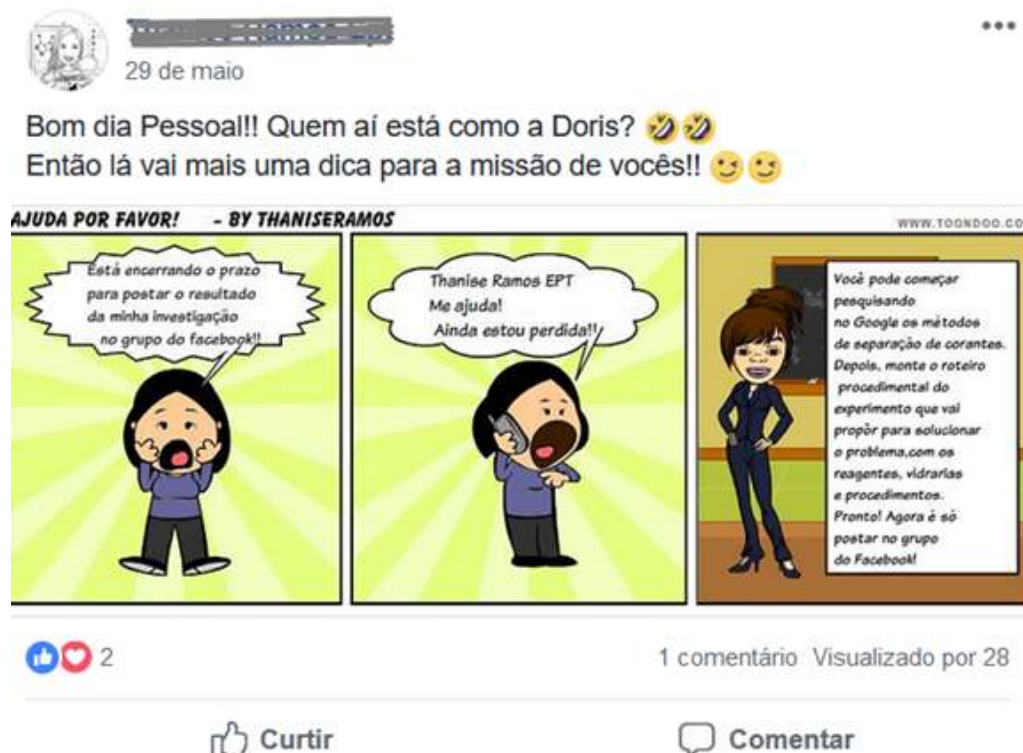 29 de maio
Bom dia Pessoal!! Quem aí está como a Doris? 🤣🤣
Então lá vai mais uma dica para a missão de vocês!! 😉😉
AJUDA POR FAVOR! - BY THANISERAMOS
WWW.TOONDOO.CO
Está encerrando o prazo
para postar o resultado
da minha investigação
no grupo do facebook!!
Thanise Ramos EPT
Me ajuda!
Ainda estou perdida!!
Você pode começar
pesquisando
no Google os métodos
de separação de corantes.
Depois, monte o roteiro
procedimental do
experimento que vai
propôr para solucionar
o problema,com os
reagentes, vidrarias
e procedimentos.
Pronto! Agora é só
postar no grupo
do Facebook!
2
1 comentário Visualizado por 28
Curtir
Comentar